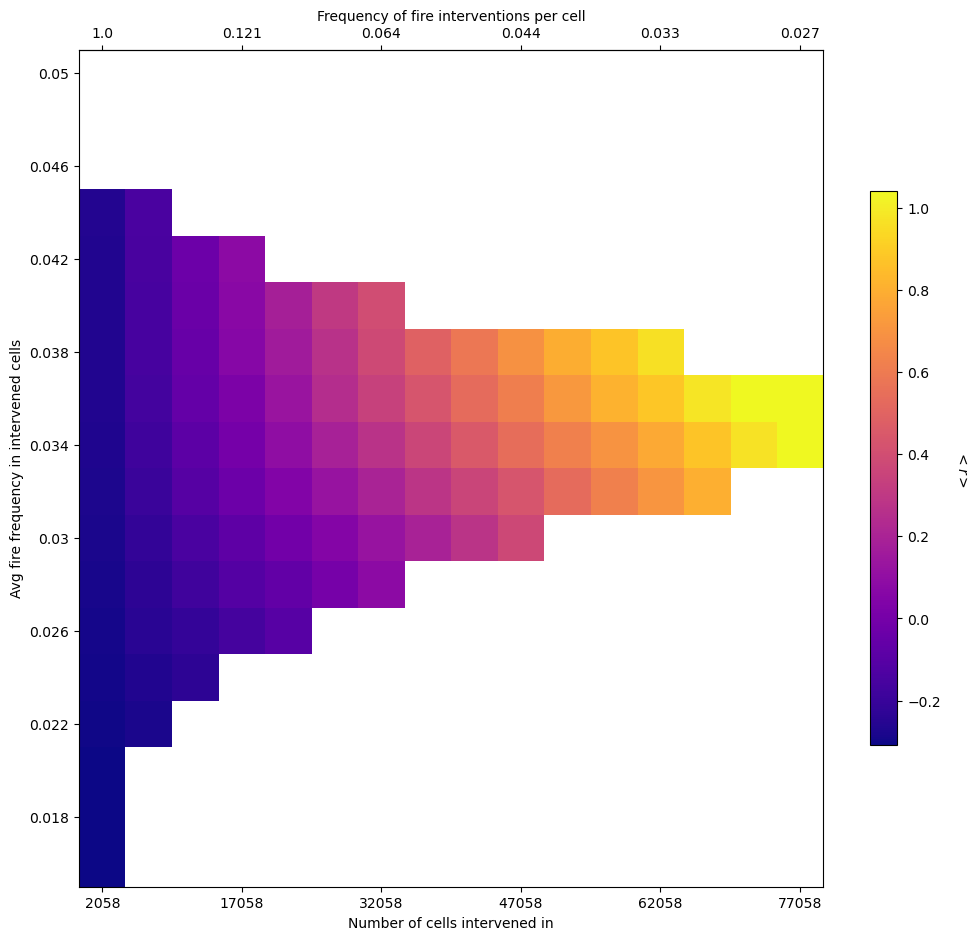 Frequency of fire interventions per cell
1.0 0.121 0.064 0.044 0.033 0.027
Avg fire frequency in intervened cells
0.05
0.046
0.042
0.038
0.034
0.03
0.026
0.022
0.018
2058 17058 32058 47058 62058 77058
Number of cells intervened in
1.0
0.8
0.6
0.4
0.2
0.0
−0.2
< r >